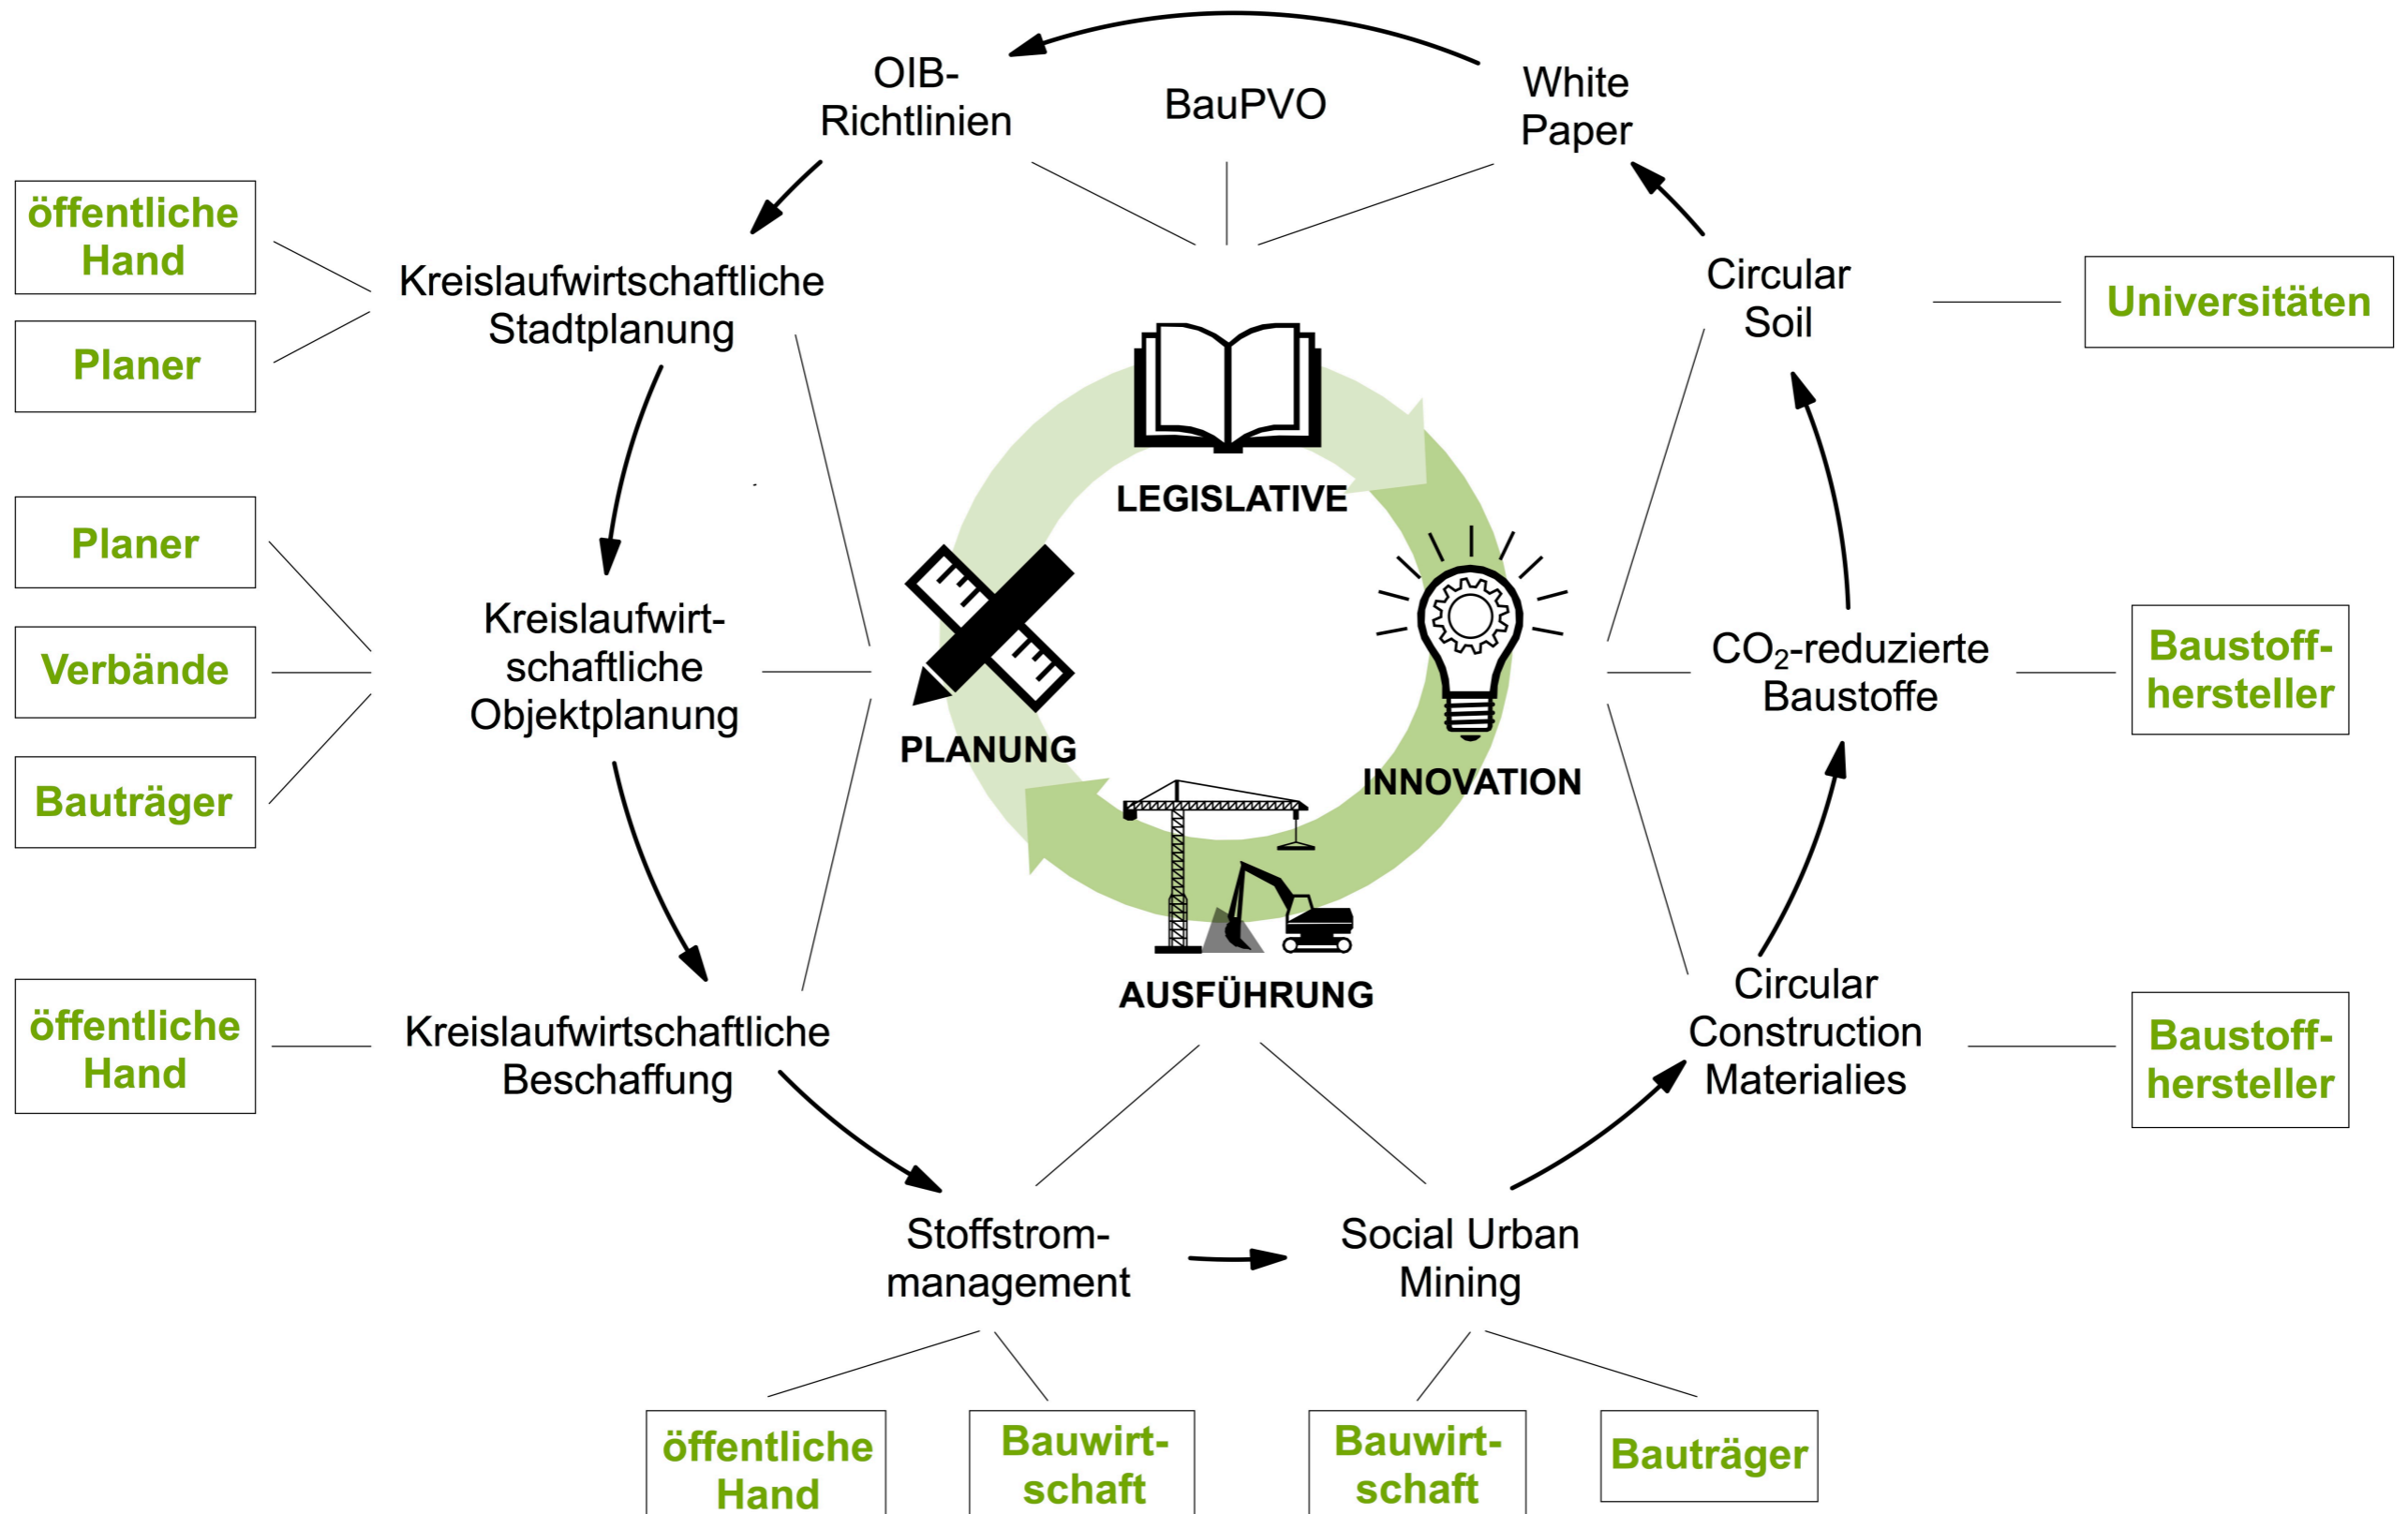 OIB-
Richtlinien
BauPVO
White
Paper
öffentliche
Hand
Planer
Kreislaufwirtschaftliche
Stadtplanung
Circular
Soil
Universitäten
LEGISLATIVE
Planer
Verbände
Bauträger
Kreislaufwirt-
schaftliche
Objektplanung
PLANUNG
INNOVATION
CO₂-reduzierte
Baustoffe
Baustoff-
hersteller
AUSFÜHRUNG
öffentliche
Hand
Kreislaufwirtschaftliche
Beschaffung
Circular
Construction
Materialies
Baustoff-
hersteller
Stoffstrom-
management
Social Urban
Mining
öffentliche
Hand
Bauwirt-
schaft
Bauwirt-
schaft
Bauträger